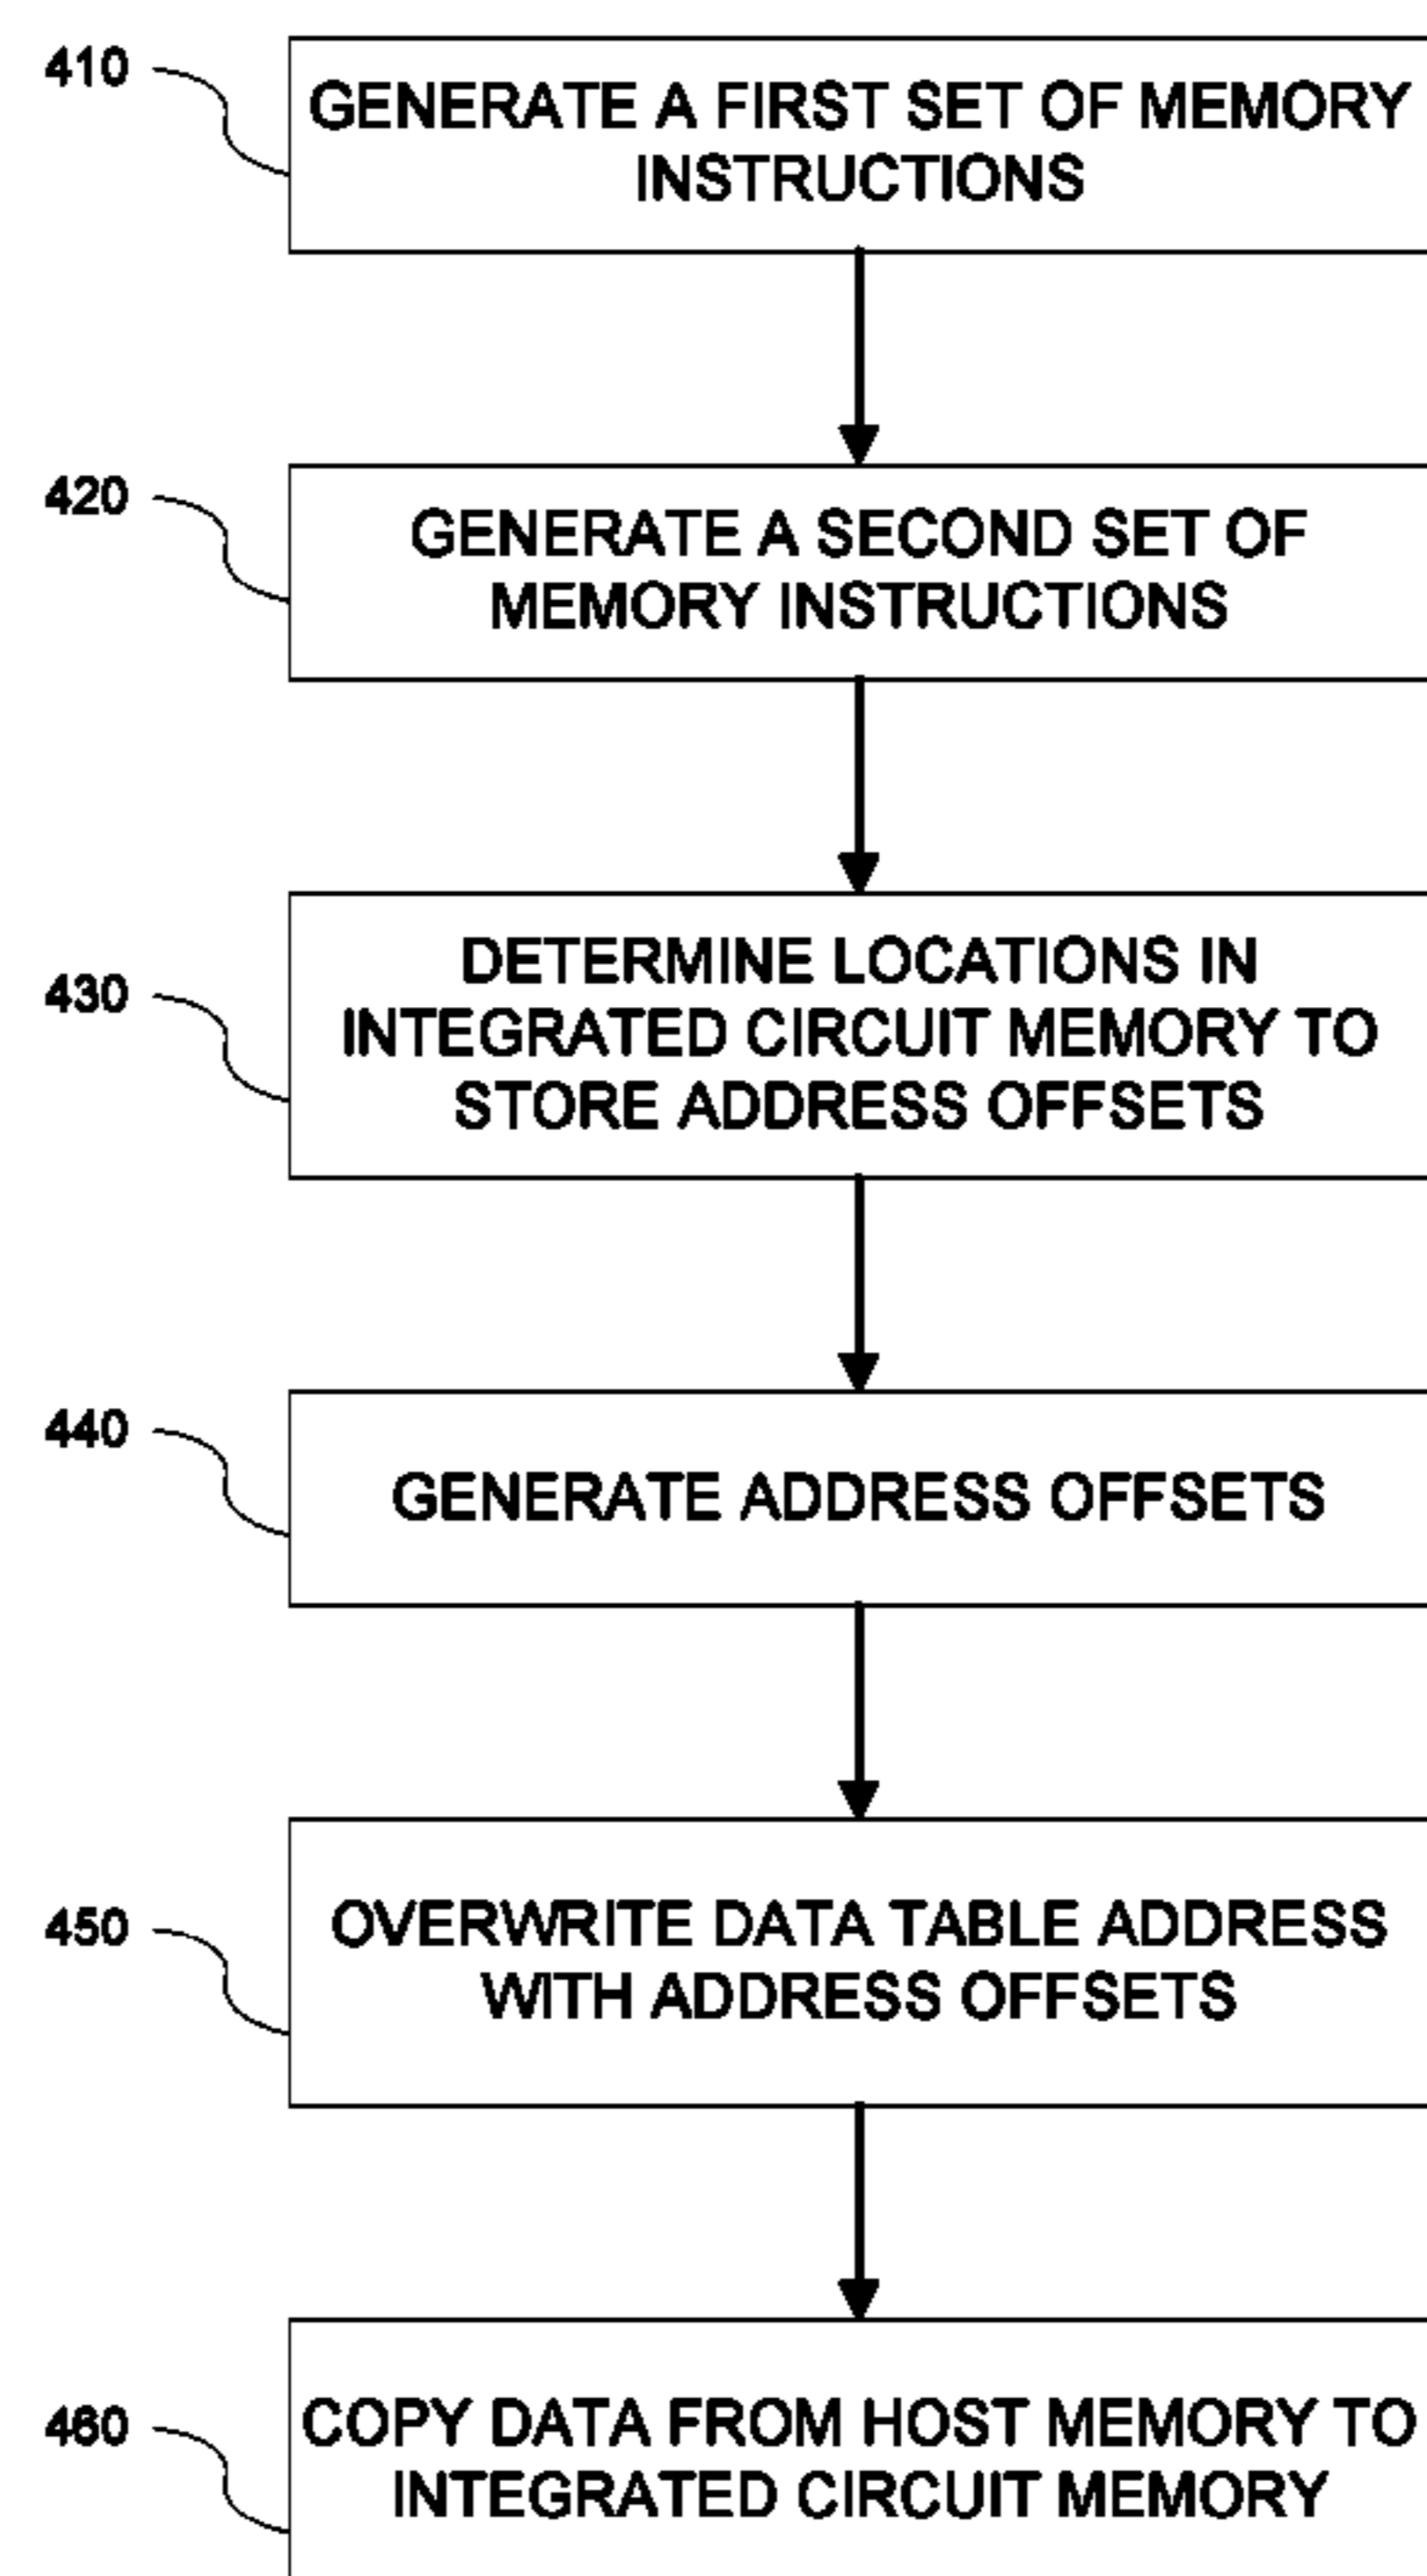 410
GENERATE A FIRST SET OF MEMORY
INSTRUCTIONS
420
GENERATE A SECOND SET OF
MEMORY INSTRUCTIONS
430
DETERMINE LOCATIONS IN
INTEGRATED CIRCUIT MEMORY TO
STORE ADDRESS OFFSETS
440
GENERATE ADDRESS OFFSETS
450
OVERWRITE DATA TABLE ADDRESS
WITH ADDRESS OFFSETS
460
COPY DATA FROM HOST MEMORY TO
INTEGRATED CIRCUIT MEMORY